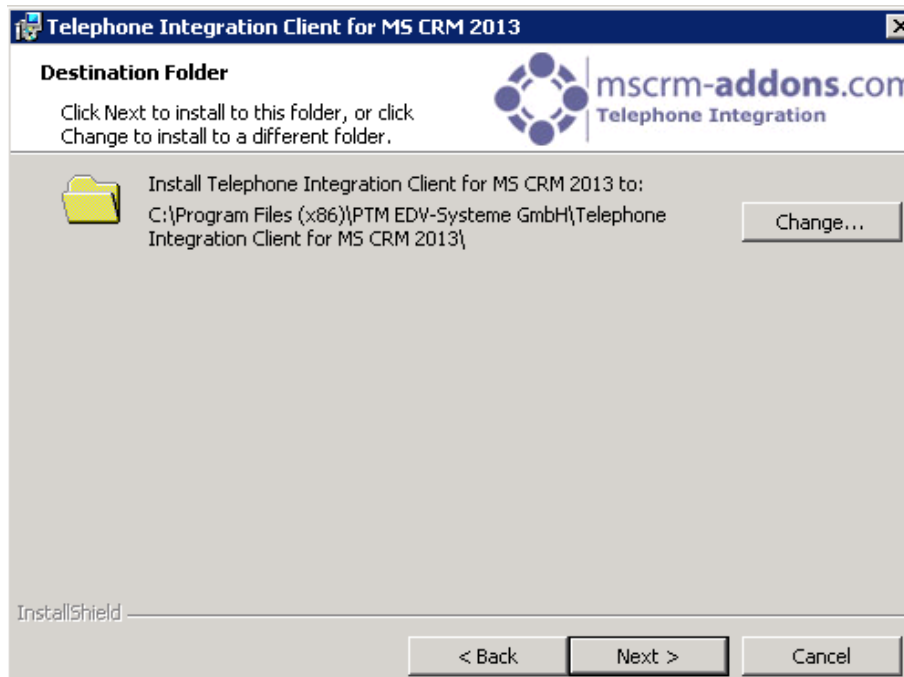 Telephone Integration Client for MS CRM 2013
Destination Folder
Click Next to install to this folder, or click
Change to install to a different folder.
mscrm-addons.com
Telephone Integration
Install Telephone Integration Client for MS CRM 2013 to:
C:\Program Files (x86)\PTM EDV-Systeme GmbH\Telephone
Integration Client for MS CRM 2013\
Change...
InstallShield
< Back
Next >
Cancel